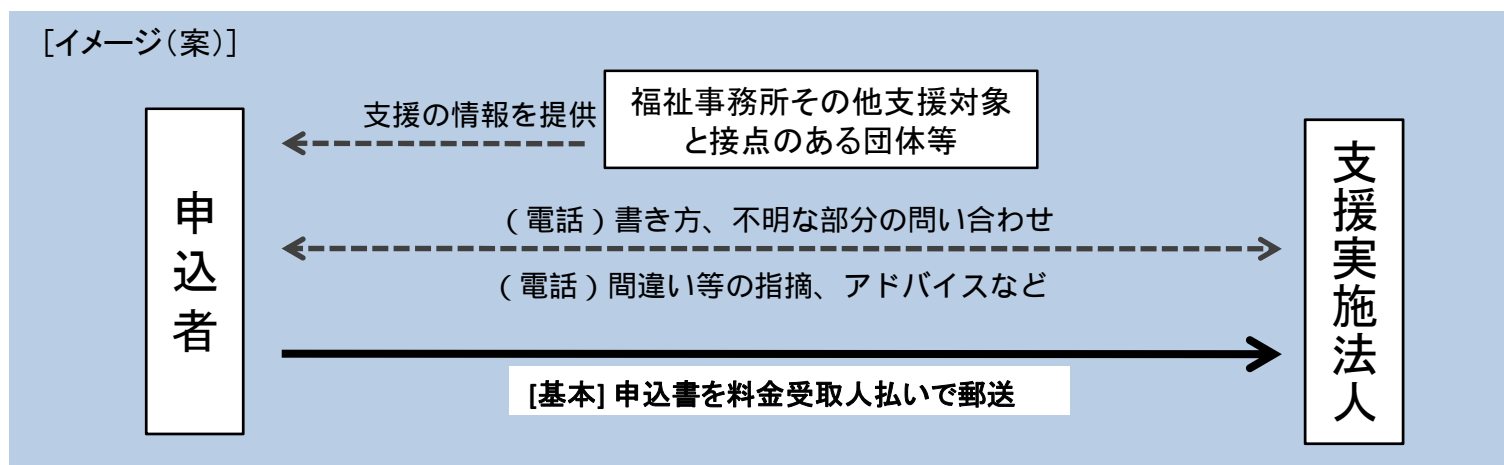 [イメージ(案)]
支援の情報を提供
福祉事務所その他支援対象
と接点のある団体等
申込者
(電話)書き方、不明な部分の問い合わせ
(電話)間違い等の指摘、アドバイスなど
[基本] 申込書を料金受取人払いで郵送
支援実施法人